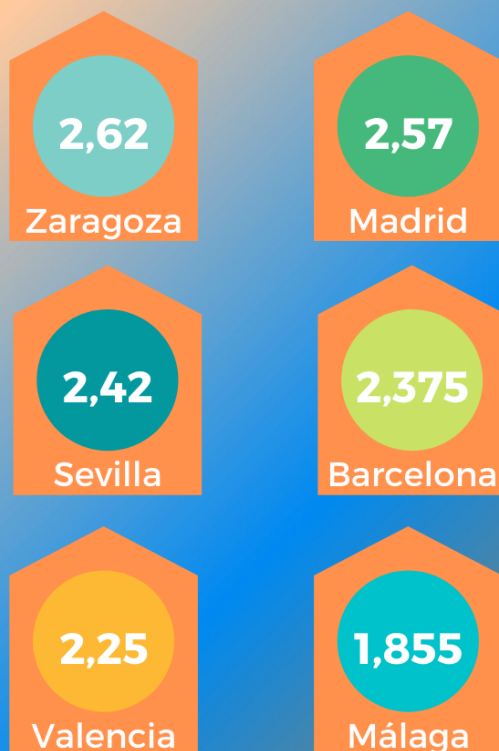 2,62
Zaragoza
2,57
Madrid
2,42
Sevilla
2,375
Barcelona
2,25
Valencia
1,855
Málaga